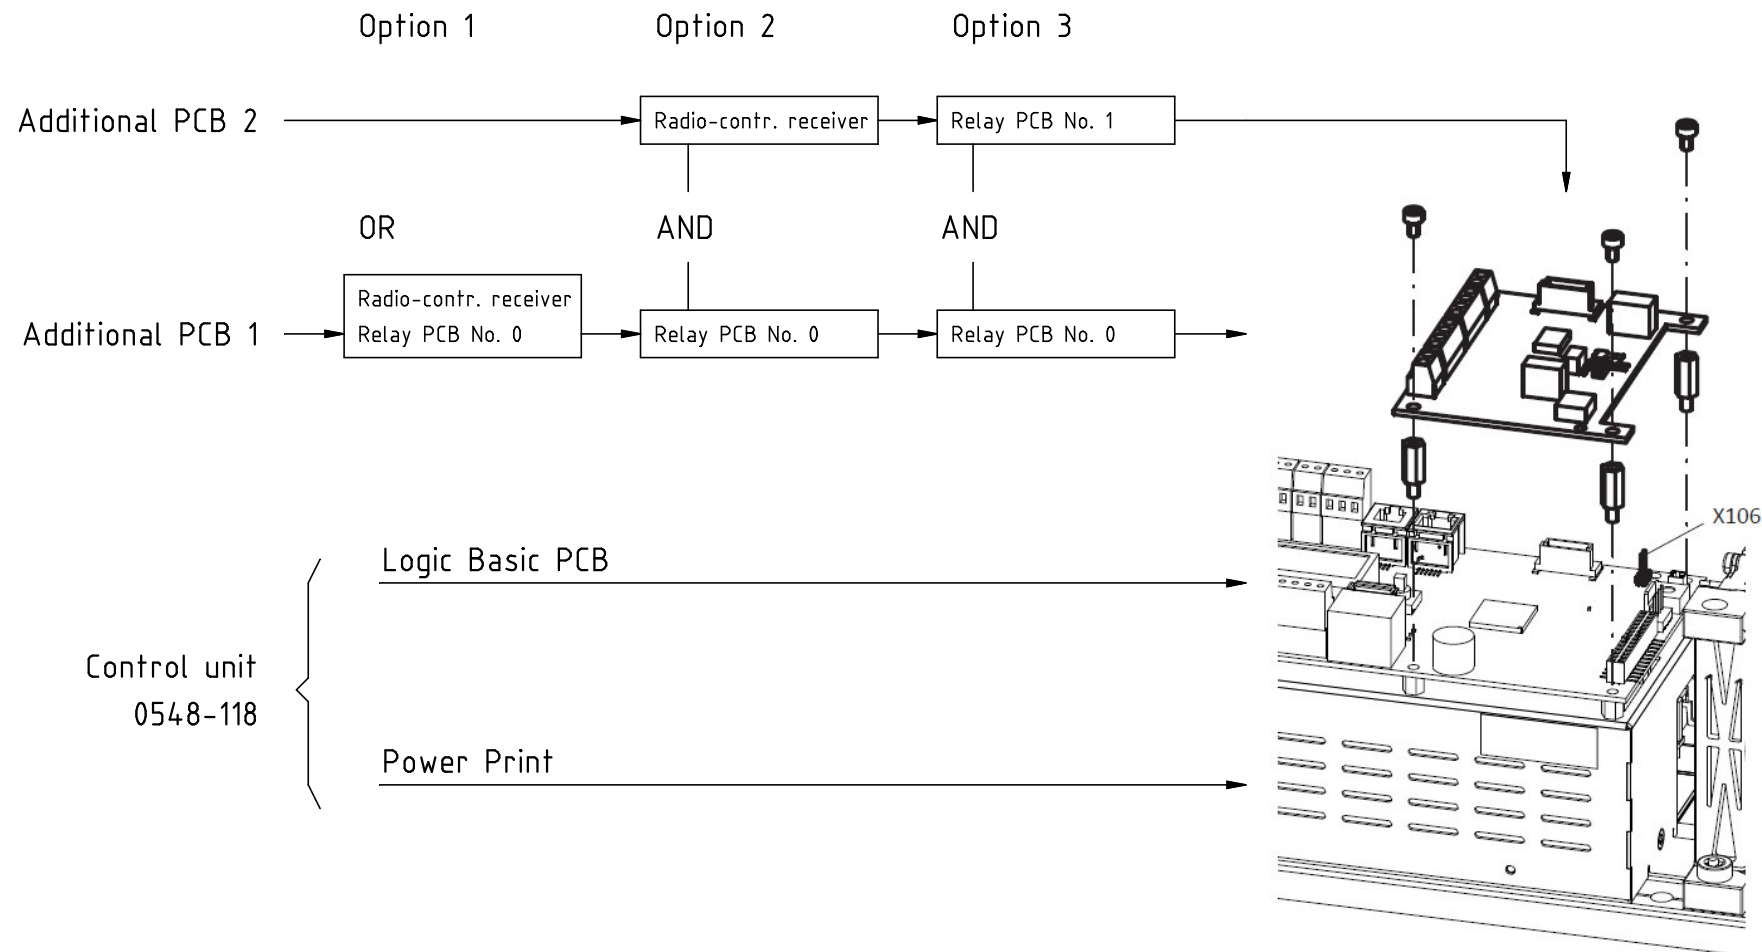 Option 1 Option 2 Option 3
Additional PCB 2
Radio-contr. receiver
Relay PCB No. 1
OR AND AND
Additional PCB 1
Radio-contr. receiver
Relay PCB No. 0
Relay PCB No. 0
Relay PCB No. 0
X106
Logic Basic PCB
Control unit
0548-118
Power Print